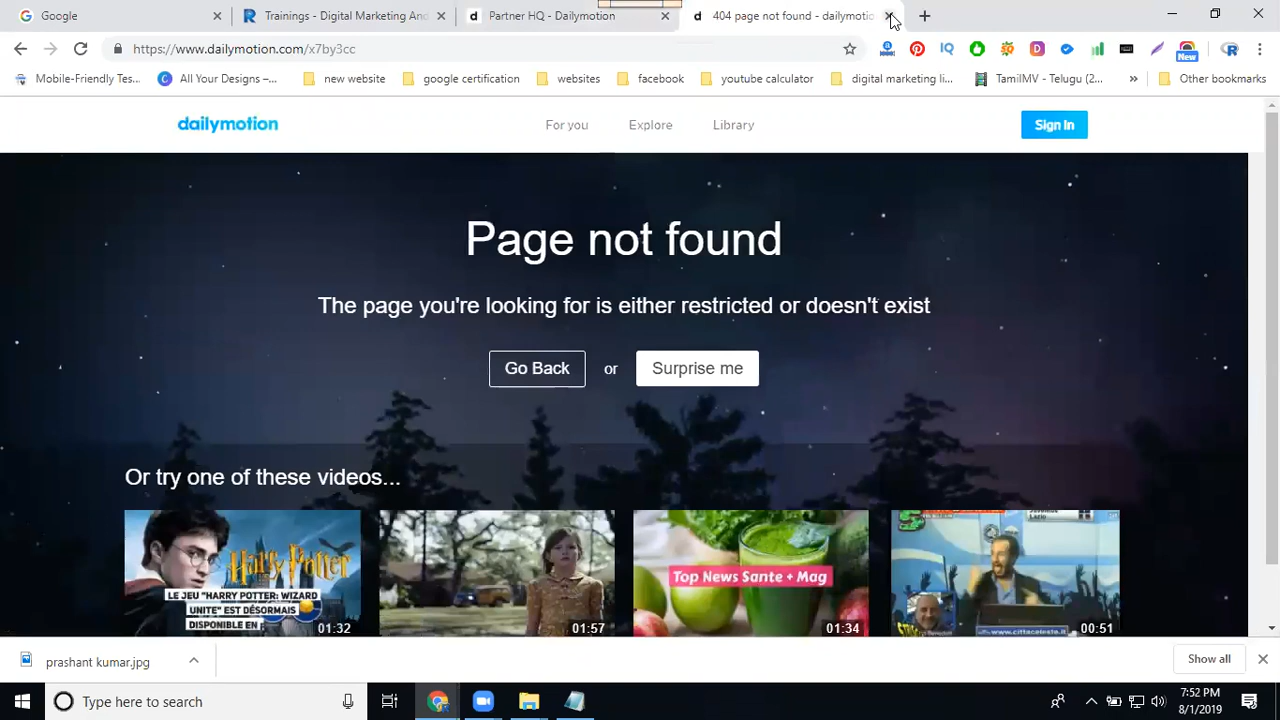 Google
Trainings - Digital Marketing And
Partner HQ - Dailymotion
404 page not found - dailymotio
https://www.dailymotion.com/x7by3cc
New
Mobile-Friendly Tes...
All Your Designs –...
new website
google certification
websites
facebook
youtube calculator
digital marketing li...
TamilMV - Telugu (2...
»
Other bookmarks
dailymotion
For you
Explore
Library
Sign In
Page not found
The page you're looking for is either restricted or doesn't exist
Go Back
or
Surprise me
Or try one of these videos...
Harry Potter
LE JEU "HARRY POTTER: WIZARD
UNITE" EST DÉSORMAIS
DISPONIBLE EN F
01:32
01:57
Top News Sante + Mag
01:34
www.cittaceleste.it
00:51
prashant kumar.jpg
Show all
Type here to search
7:52 PM
8/1/2019